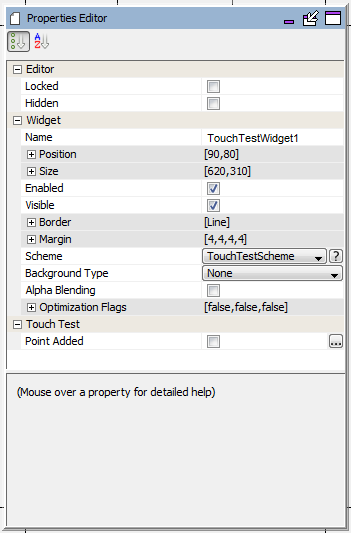 Properties Editor
A
Z
Editor
Locked
Hidden
Widget
Name TouchTestWidget1
Position [90,80]
Size [620,310]
Enabled
Visible
Border [Line]
Margin [4,4,4,4]
Scheme TouchTestScheme ?
Background Type None
Alpha Blending
Optimization Flags [false,false,false]
Touch Test
Point Added ...
(Mouse over a property for detailed help)